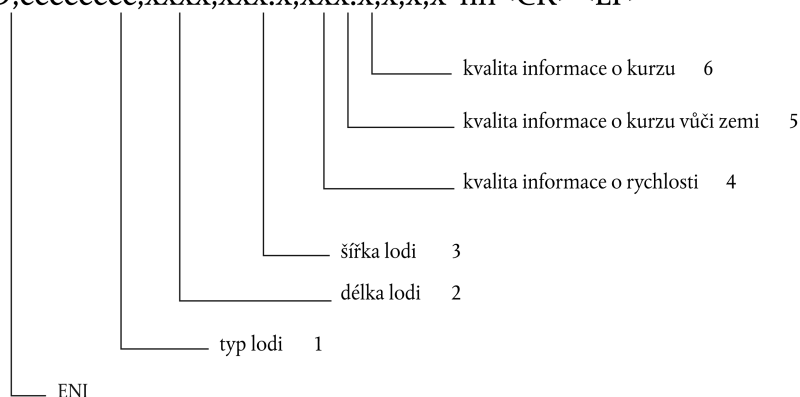 kvalita informace o kurzu 6
kvalita informace o kurzu vůči zemi 5
kvalita informace o rychlosti 4
šířka lodi 3
délka lodi 2
typ lodi 1
ENI